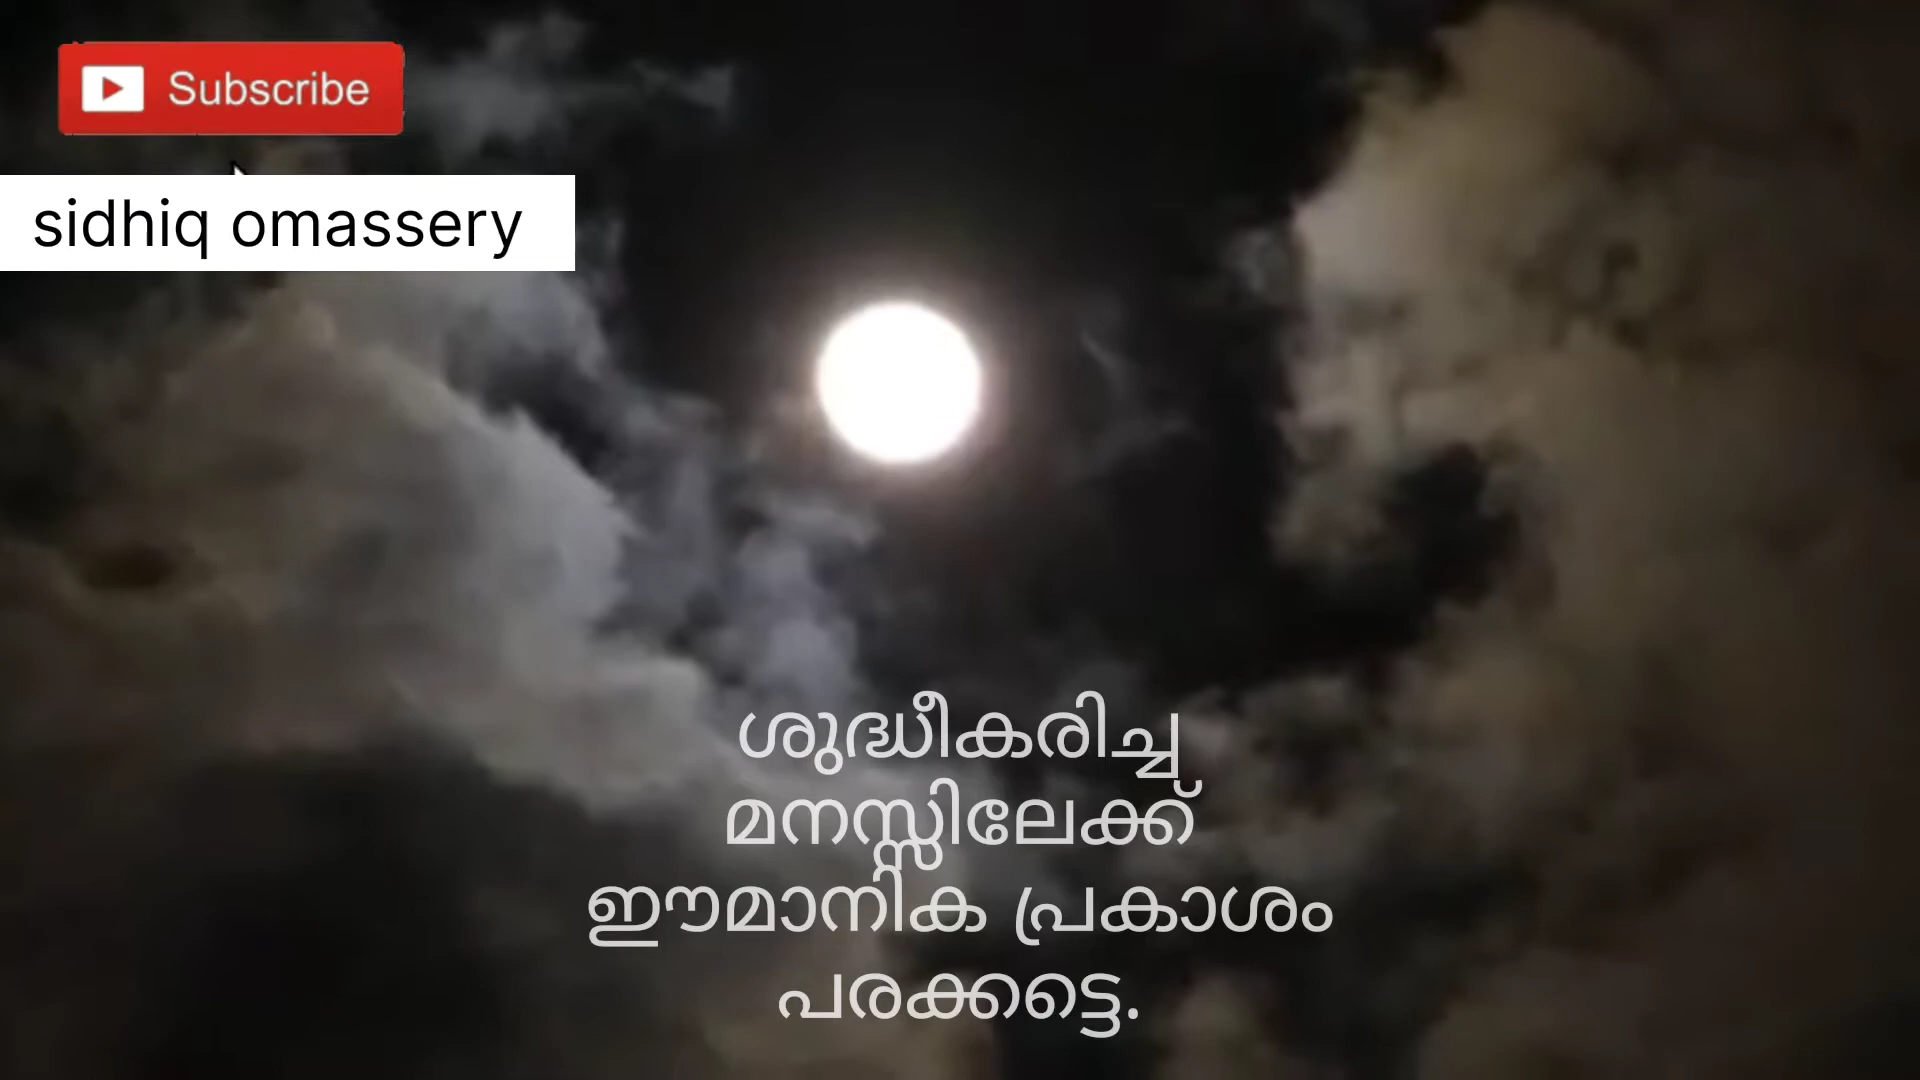 Subscribe
sidhiq omassery
ശുദ്ധീകരിച്ച
മനസ്സിലേക്ക്
ഈമാനിക പ്രകാശം
പരക്കട്ടെ.